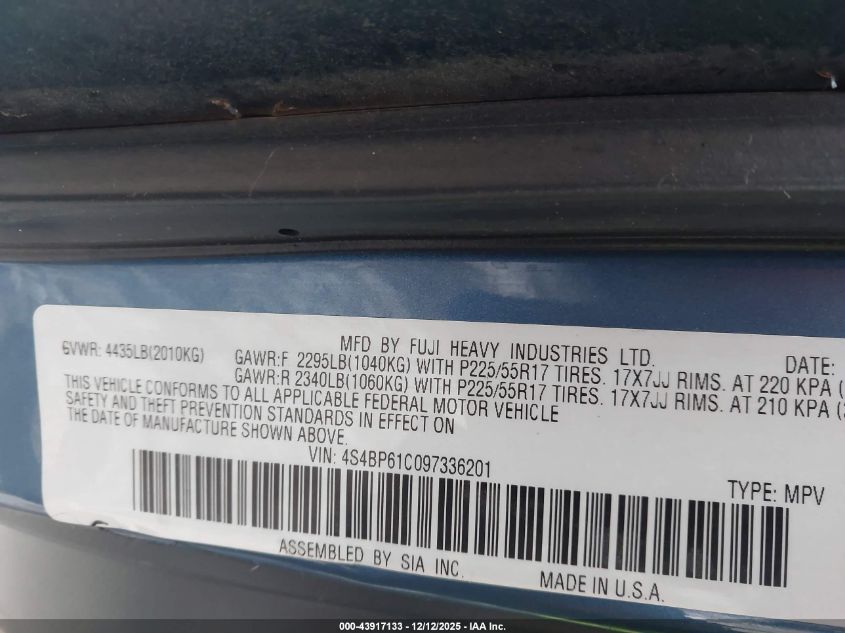 MFD BY FUJI HEAVY INDUSTRIES LTD. DATE:
GVWR: 4435LB(2010KG) GAWR:F 2295LB(1040KG) WITH P225/55R17 TIRES. 17X7JJ RIMS. AT 220 KPA (
GAWR:R 2340LB(1060KG) WITH P225/55R17 TIRES. 17X7JJ RIMS. AT 210 KPA (
THIS VEHICLE CONFORMS TO ALL APPLICABLE FEDERAL MOTOR VEHICLE
SAFETY AND THEFT PREVENTION STANDARDS IN EFFECT ON
THE DATE OF MANUFACTURE SHOWN ABOVE.
VIN: 4S4BP61C097336201
TYPE: MPV
ASSEMBLED BY SIA INC.
MADE IN U.S.A.
000-43917133 - 12/12/2025 - IAA Inc.